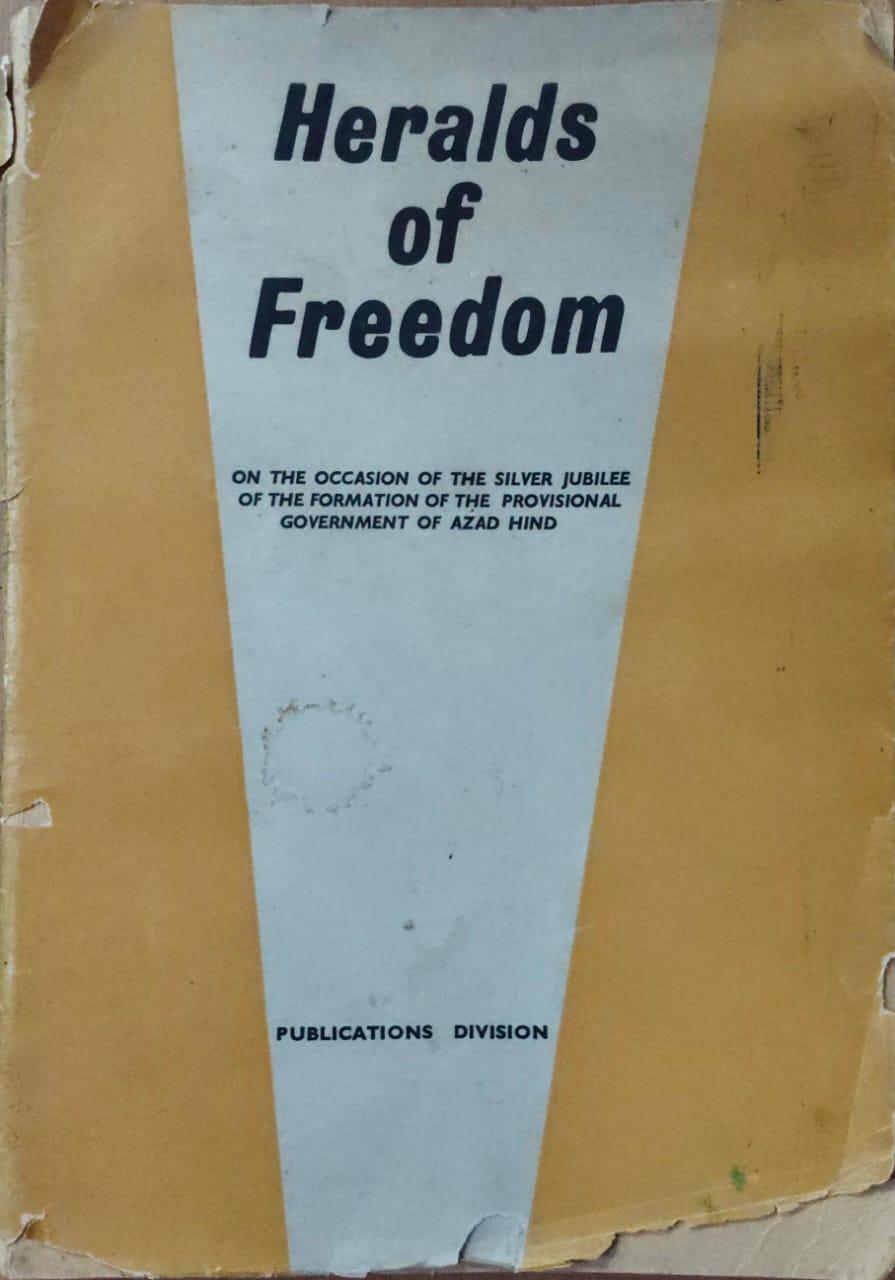 Heralds
of
Freedom
ON THE OCCASION OF THE SILVER JUBILEE
OF THE FORMATION OF THE PROVISIONAL
GOVERNMENT OF AZAD HIND
PUBLICATIONS DIVISION